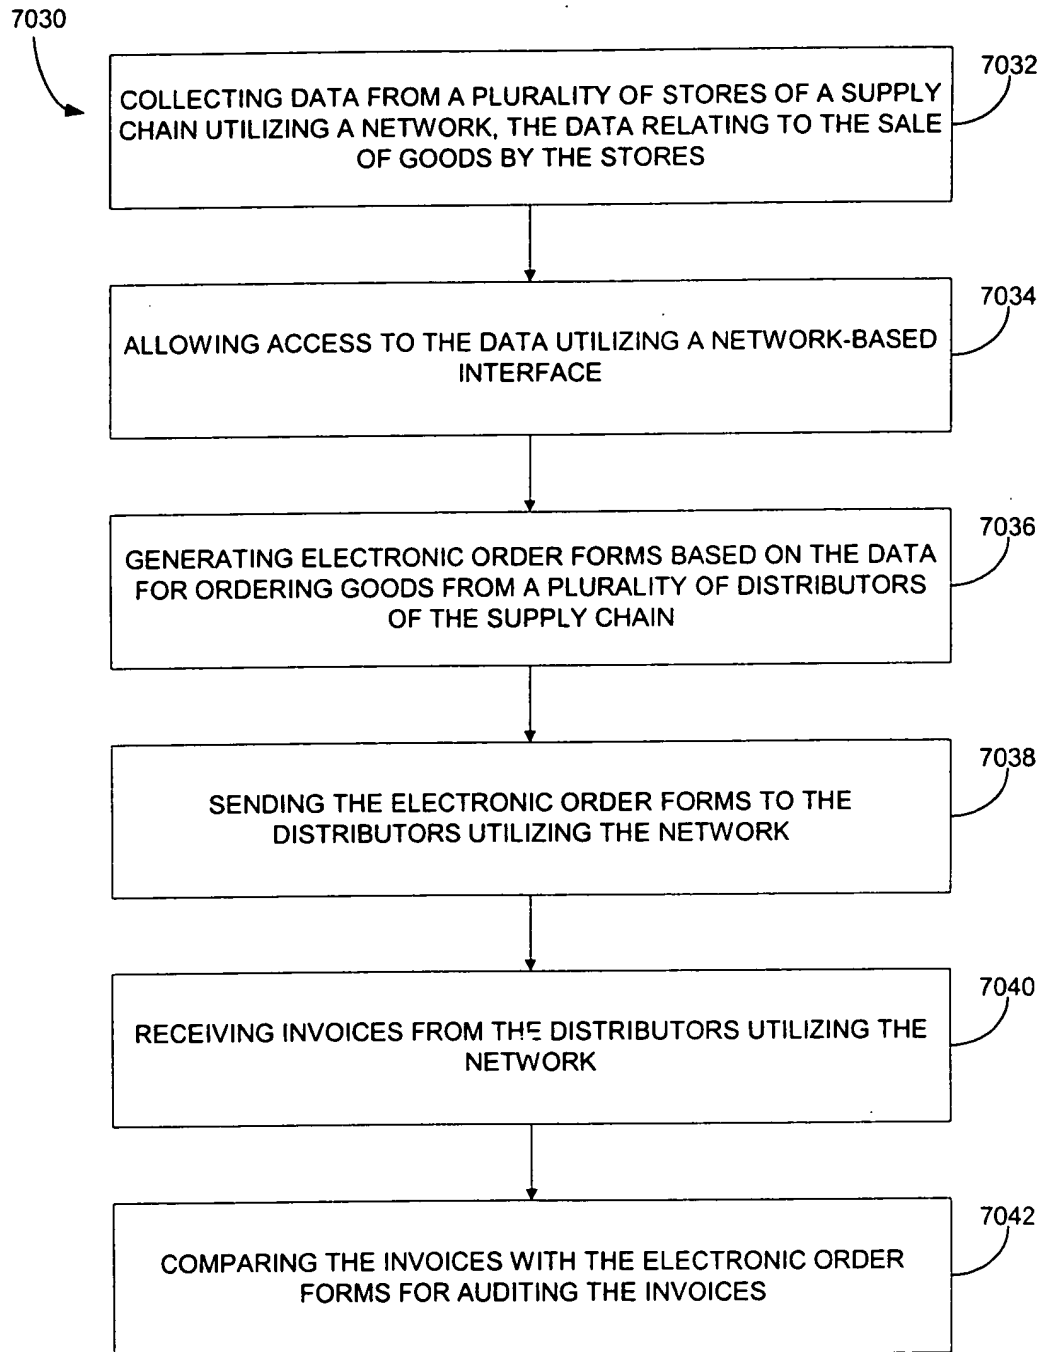 7030
7032
COLLECTING DATA FROM A PLURALITY OF STORES OF A SUPPLY
CHAIN UTILIZING A NETWORK, THE DATA RELATING TO THE SALE
OF GOODS BY THE STORES
7034
ALLOWING ACCESS TO THE DATA UTILIZING A NETWORK-BASED
INTERFACE
7036
GENERATING ELECTRONIC ORDER FORMS BASED ON THE DATA
FOR ORDERING GOODS FROM A PLURALITY OF DISTRIBUTORS
OF THE SUPPLY CHAIN
7038
SENDING THE ELECTRONIC ORDER FORMS TO THE
DISTRIBUTORS UTILIZING THE NETWORK
7040
RECEIVING INVOICES FROM THE DISTRIBUTORS UTILIZING THE
NETWORK
7042
COMPARING THE INVOICES WITH THE ELECTRONIC ORDER
FORMS FOR AUDITING THE INVOICES